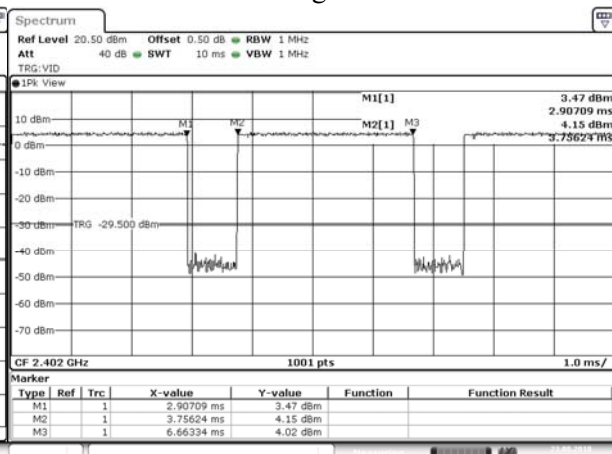 Spectrum
Ref Level 20.50 dBm Offset 0.50 dB RBW 1 MHz
Att 40 dB SWT 10 ms VBW 1 MHz
TRG:VID
1Pk View
M1[1] 3.47 dBm
2.90709 ms
M2[1] 4.15 dBm
3.75624 ms
M1 M2 M3
10 dBm
0 dBm
-10 dBm
-20 dBm
-30 dBm TRG -29.500 dBm
-40 dBm
-50 dBm
-60 dBm
-70 dBm
CF 2.402 GHz 1001 pts 1.0 ms/
Marker
Type Ref Trc X-value Y-value Function Function Result
M1 1 2.90709 ms 3.47 dBm
M2 1 3.75624 ms 4.15 dBm
M3 1 6.66334 ms 4.02 dBm